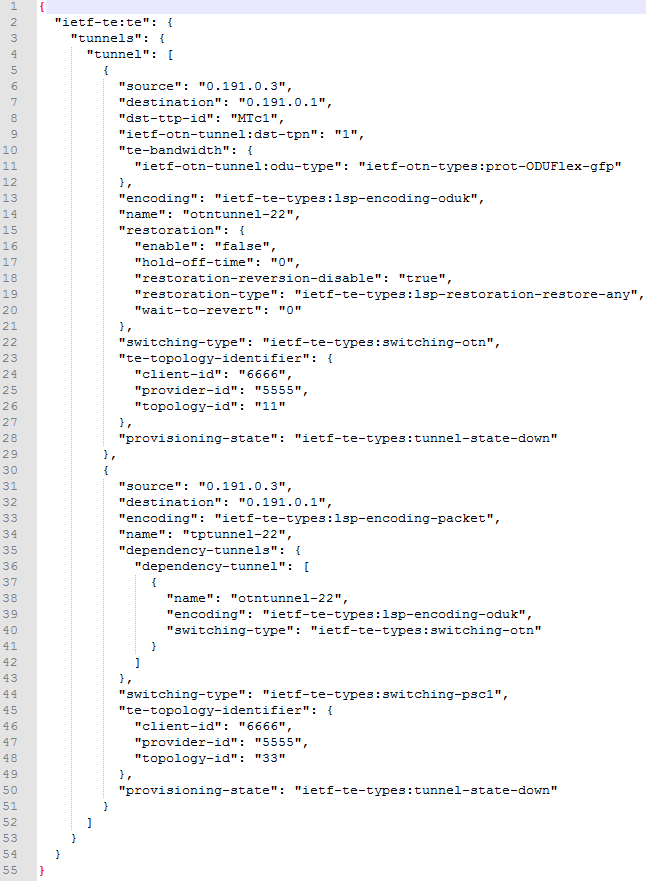 1 {
2 "ietf-te:te": {
3 "tunnels": {
4 "tunnel": [
5 {
6 "source": "0.191.0.3",
7 "destination": "0.191.0.1",
8 "dst-ttp-id": "MTc1",
9 "ietf-otn-tunnel:dst-tpn": "1",
10 "te-bandwidth": {
11 "ietf-otn-tunnel:odu-type": "ietf-otn-types:prot-ODUFlex-gfp"
12 },
13 "encoding": "ietf-te-types:lsp-encoding-oduk",
14 "name": "otntunnel-22",
15 "restoration": {
16 "enable": "false",
17 "hold-off-time": "0",
18 "restoration-reversion-disable": "true",
19 "restoration-type": "ietf-te-types:lsp-restoration-restore-any",
20 "wait-to-revert": "0"
21 },
22 "switching-type": "ietf-te-types:switching-otn",
23 "te-topology-identifier": {
24 "client-id": "6666",
25 "provider-id": "5555",
26 "topology-id": "11"
27 },
28 "provisioning-state": "ietf-te-types:tunnel-state-down"
29 },
30 {
31 "source": "0.191.0.3",
32 "destination": "0.191.0.1",
33 "encoding": "ietf-te-types:lsp-encoding-packet",
34 "name": "tptunnel-22",
35 "dependency-tunnels": {
36 "dependency-tunnel": [
37 {
38 "name": "otntunnel-22",
39 "encoding": "ietf-te-types:lsp-encoding-oduk",
40 "switching-type": "ietf-te-types:switching-otn"
41 }
42 ]
43 },
44 "switching-type": "ietf-te-types:switching-psc1",
45 "te-topology-identifier": {
46 "client-id": "6666",
47 "provider-id": "5555",
48 "topology-id": "33"
49 },
50 "provisioning-state": "ietf-te-types:tunnel-state-down"
51 }
52 ]
53 }
54 }
55 }